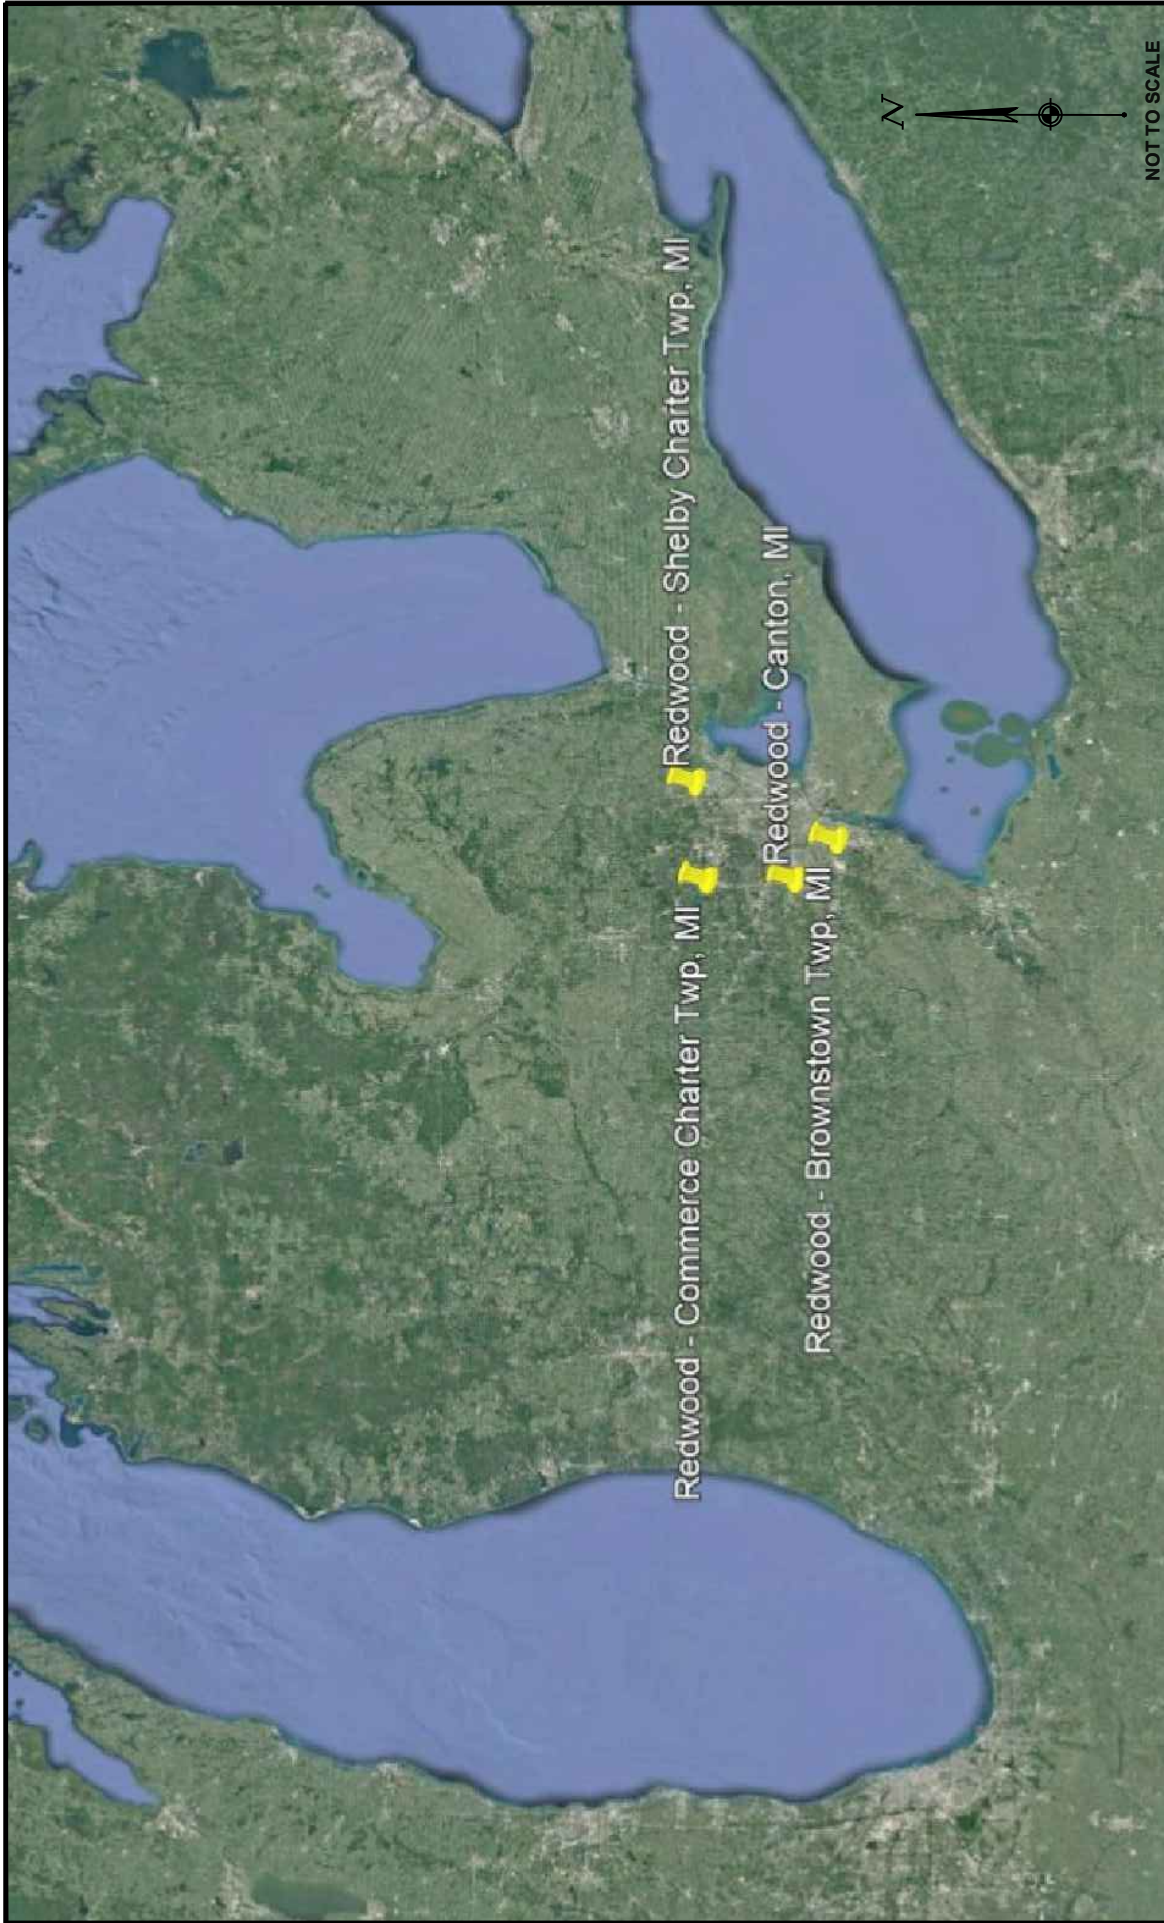 Redwood - Commerce Charter Twp, MI
Redwood - Shelby Charter Twp, MI
Redwood - Canton, MI
Redwood - Brownstown Twp, MI
N
NOT TO SCALE